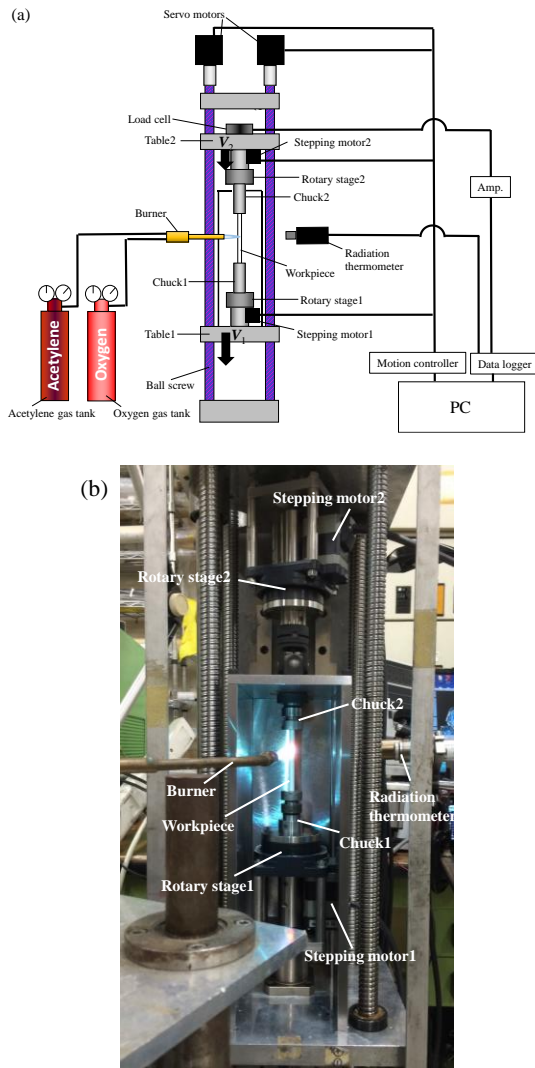 (a)
Servo motors
Load cell
Table2
V2
Stepping motor2
Rotary stage2
Chuck2
Amp.
Burner
Radiation
thermometer
Workpiece
Chuck1
Rotary stage1
Table1
V1
Stepping motor1
Acetylene
Oxygen
Ball screw
Motion controller
Data logger
Acetylene gas tank
Oxygen gas tank
PC
(b)
Stepping motor2
Rotary stage2
Chuck2
Burner
Radiation
thermometer
Workpiece
Chuck1
Rotary stage1
Stepping motor1